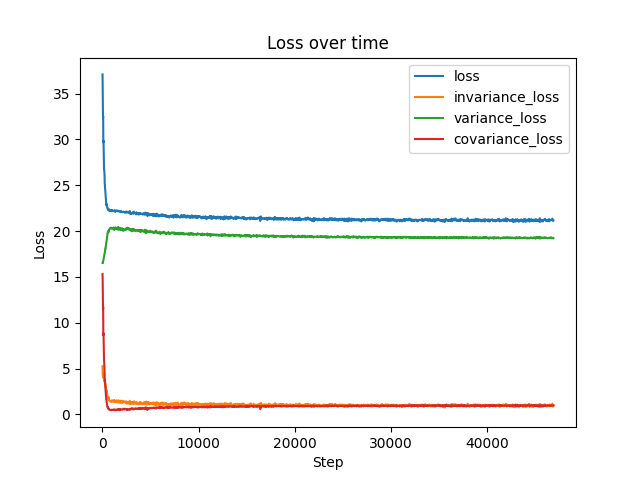 Loss over time
loss
invariance_loss
variance_loss
covariance_loss
Loss
35
30
25
20
15
10
5
0
0 10000 20000 30000 40000
Step